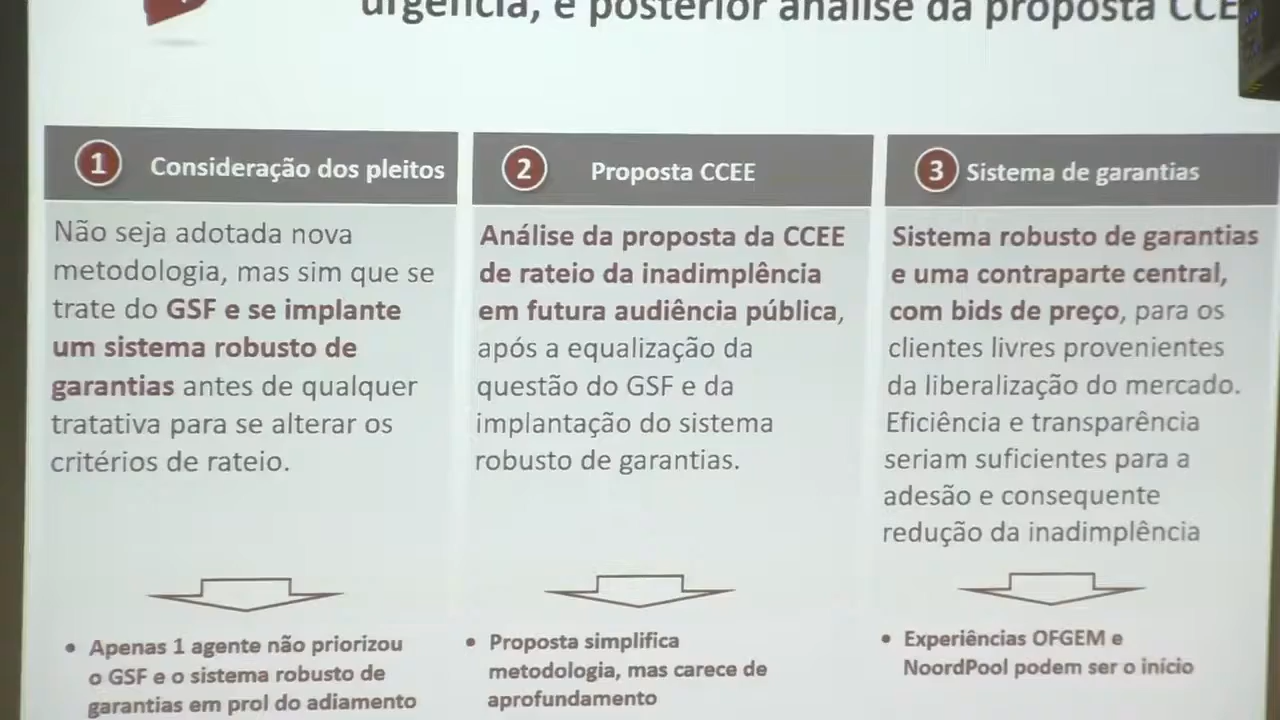 urgência, e posterior análise da proposta CCE
1 Consideração dos pleitos
Não seja adotada nova
metodologia, mas sim que se
trate do GSF e se implante
um sistema robusto de
garantias antes de qualquer
tratativa para se alterar os
critérios de rateio.
Apenas 1 agente não priorizou
o GSF e o sistema robusto de
garantias em prol do adiamento
2 Proposta CCEE
Análise da proposta da CCEE
de rateio da inadimplência
em futura audiência pública,
após a equalização da
questão do GSF e da
implantação do sistema
robusto de garantias.
Proposta simplifica
metodologia, mas carece de
aprofundamento
3 Sistema de garantias
Sistema robusto de garantias
e uma contraparte central,
com bids de preço, para os
clientes livres provenientes
da liberalização do mercado.
Eficiência e transparência
seriam suficientes para a
adesão e consequente
redução da inadimplência
Experiências OFGEM e
NoordPool podem ser o início